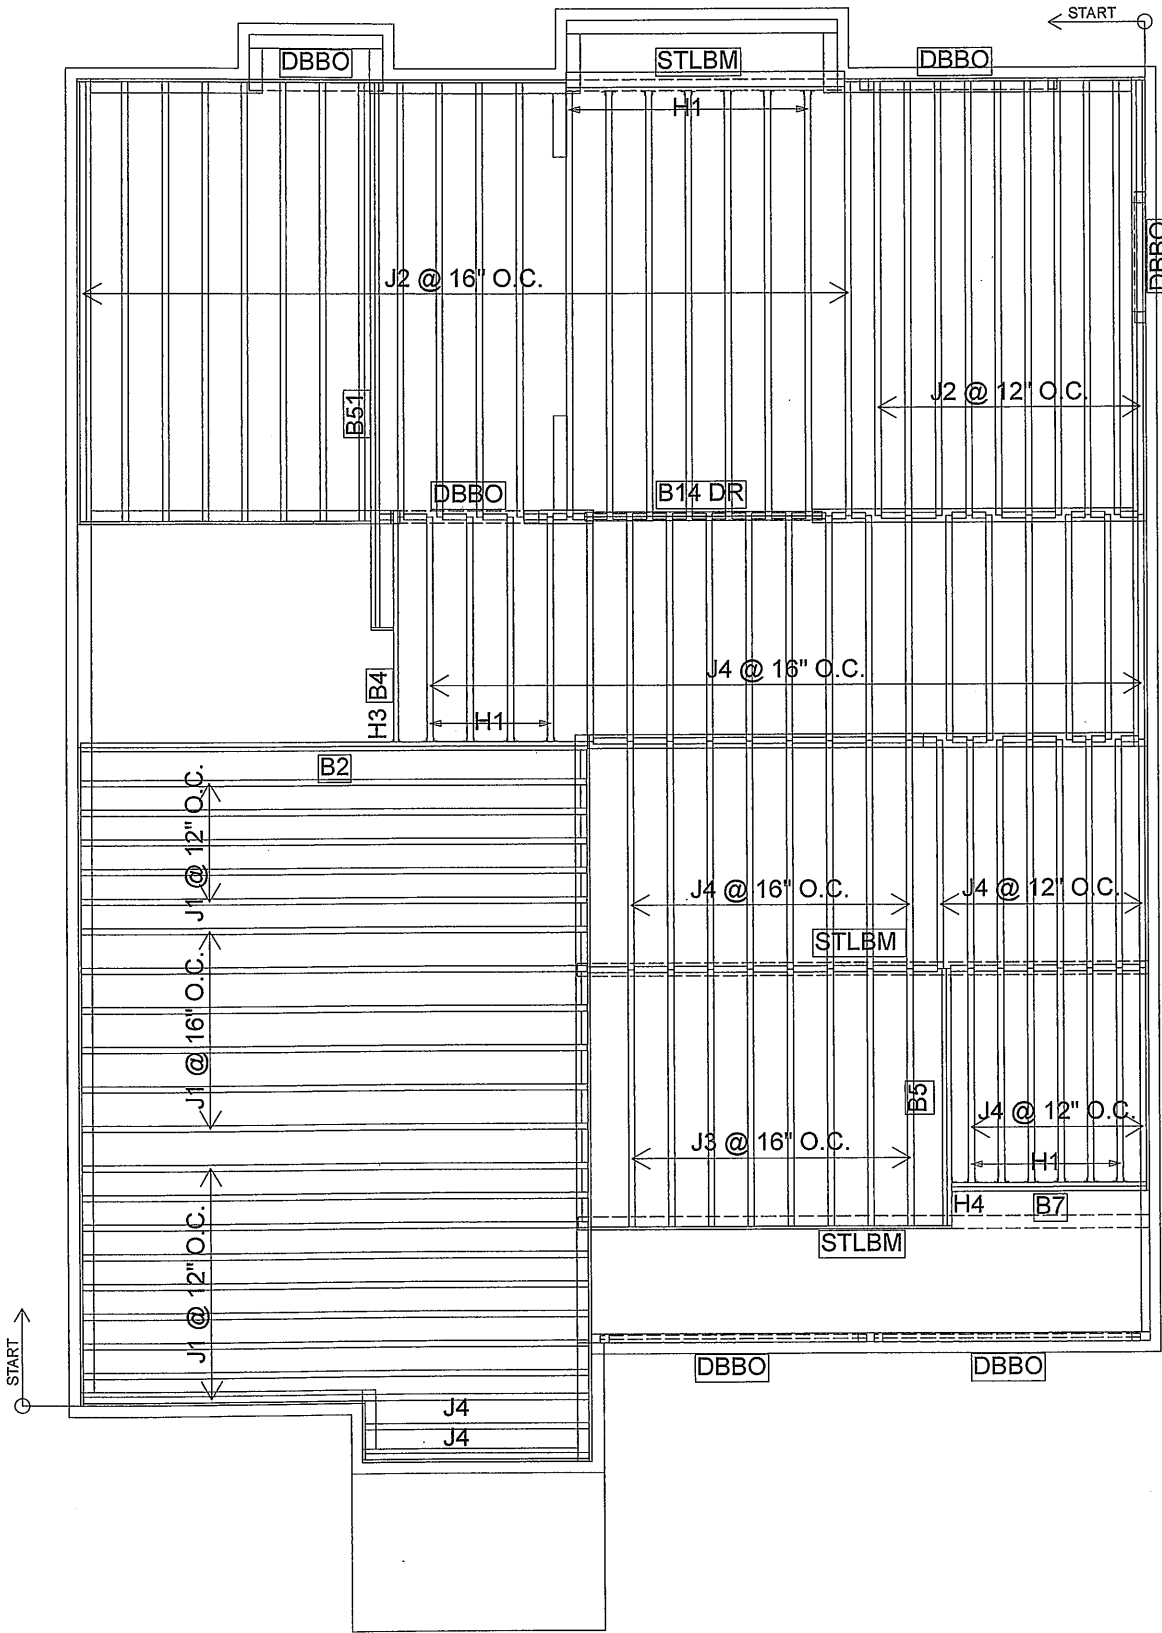 START
DBBO
STLBM
DBBO
H1
DBBO
J2 @ 16" O.C.
J2 @ 12" O.C.
B51
DBBO
B14 DR
J4 @ 16" O.C.
H3
B4
H1
B2
J1 @ 12" O.C.
J4 @ 16" O.C.
J4 @ 12" O.C.
STLBM
J1 @ 16" O.C.
B5
J4 @ 12" O.C.
J3 @ 16" O.C.
H1
H4
B7
STLBM
J1 @ 12" O.C.
START
DBBO
DBBO
J4
J4